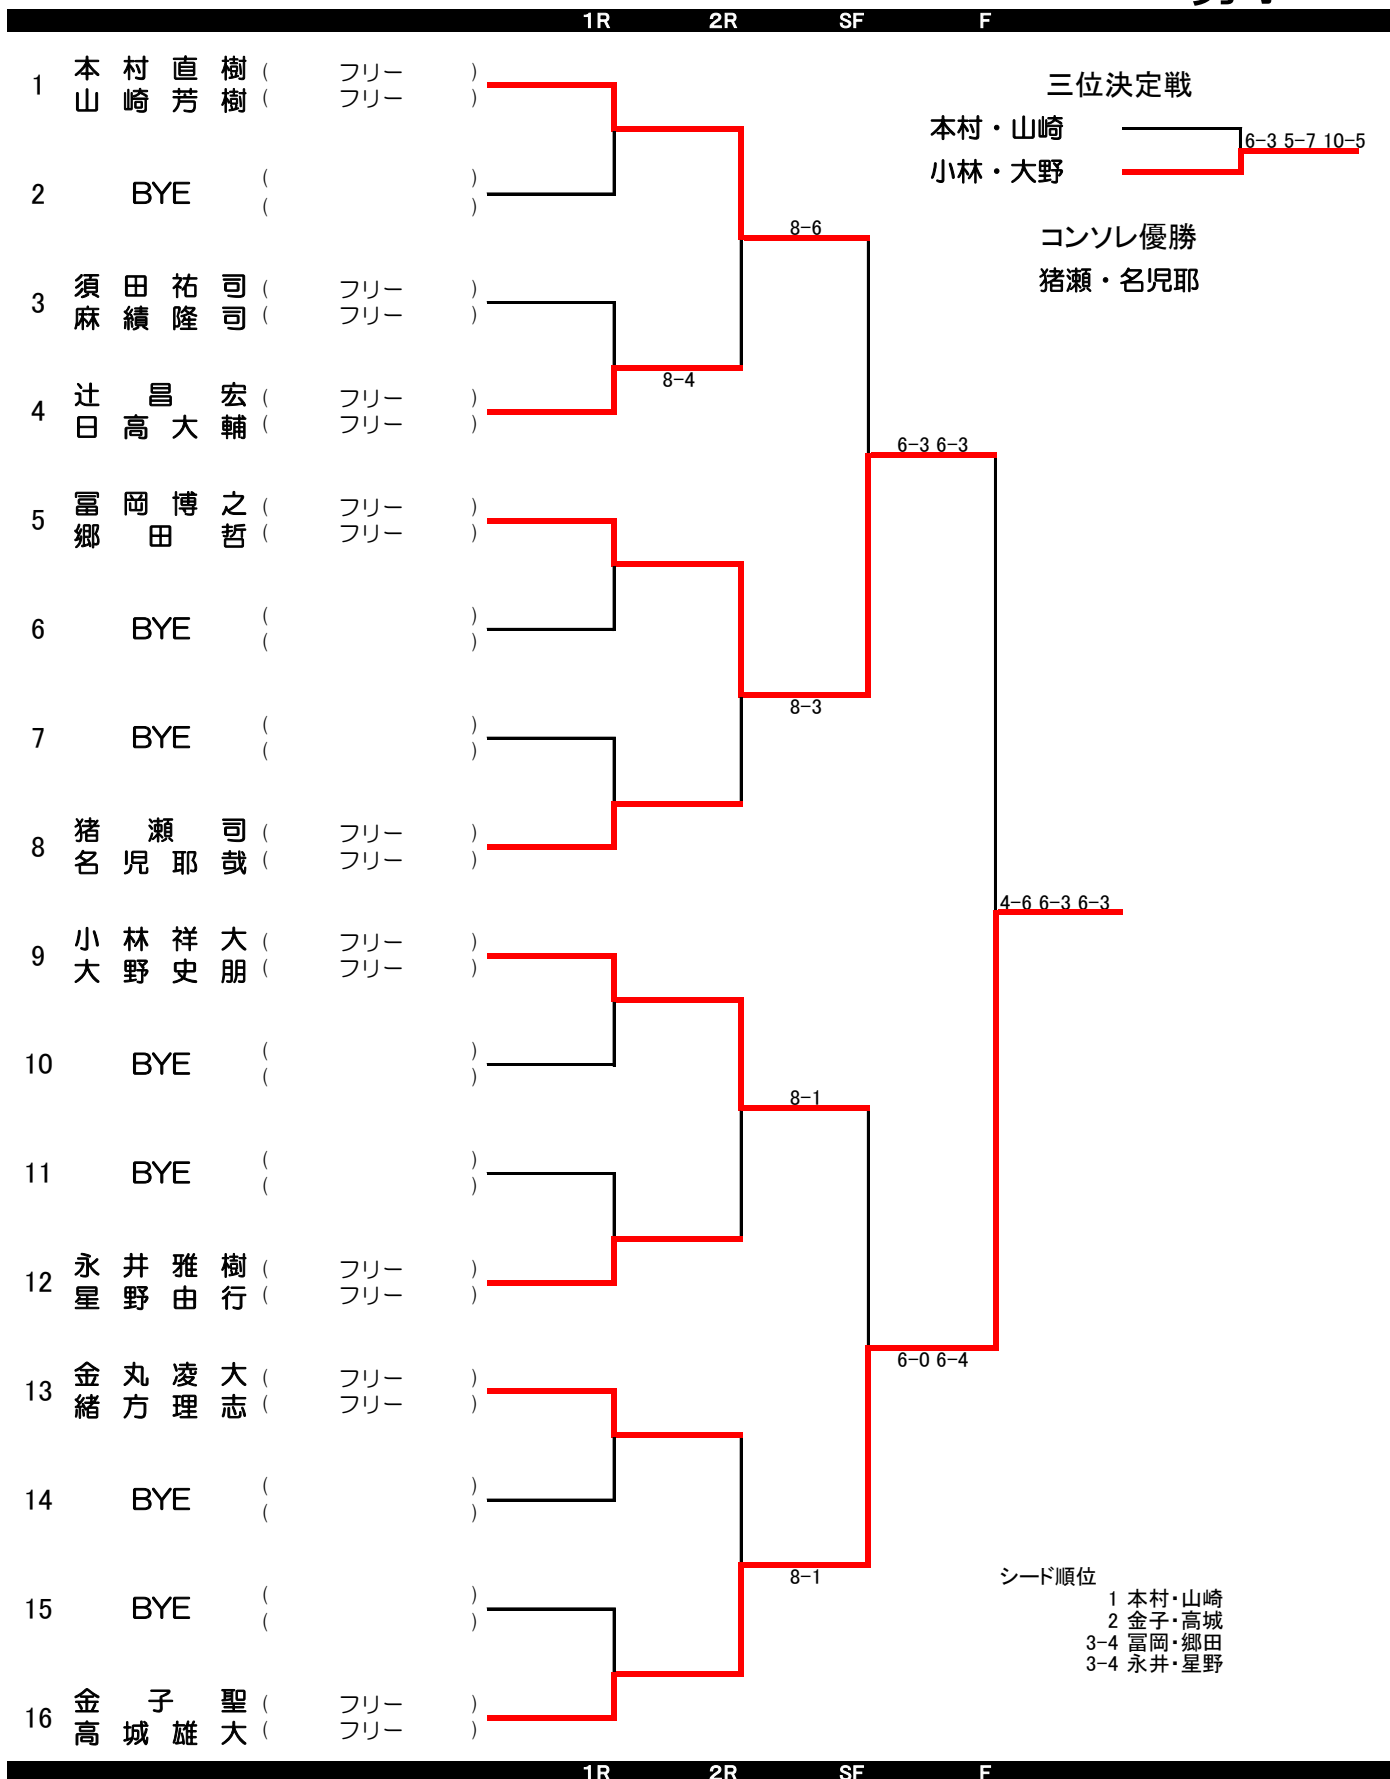 1R 2R SF F
1 本村直樹 ( フリー )
山崎芳樹 ( フリー )
三位決定戦
本村・山崎
6-3 5-7 10-5
小林・大野
2 BYE ( )
( )
8-6
コンソレ優勝
猪瀬・名児耶
3 須田祐司 ( フリー )
麻績隆司 ( フリー )
8-4
4 辻昌宏 ( フリー )
日高大輔 ( フリー )
6-3 6-3
5 冨岡博之 ( フリー )
郷田哲 ( フリー )
6 BYE ( )
( )
8-3
7 BYE ( )
( )
8 猪瀬司 ( フリー )
名児耶哉 ( フリー )
4-6 6-3 6-3
9 小林祥大 ( フリー )
大野史朋 ( フリー )
10 BYE ( )
( )
8-1
11 BYE ( )
( )
12 永井雅樹 ( フリー )
星野由行 ( フリー )
6-0 6-4
13 金丸凌大 ( フリー )
緒方理志 ( フリー )
14 BYE ( )
( )
8-1
15 BYE ( )
( )
シード順位
1 本村・山崎
2 金子・高城
3-4 冨岡・郷田
3-4 永井・星野
16 金子聖 ( フリー )
高城雄大 ( フリー )
1R 2R SF F